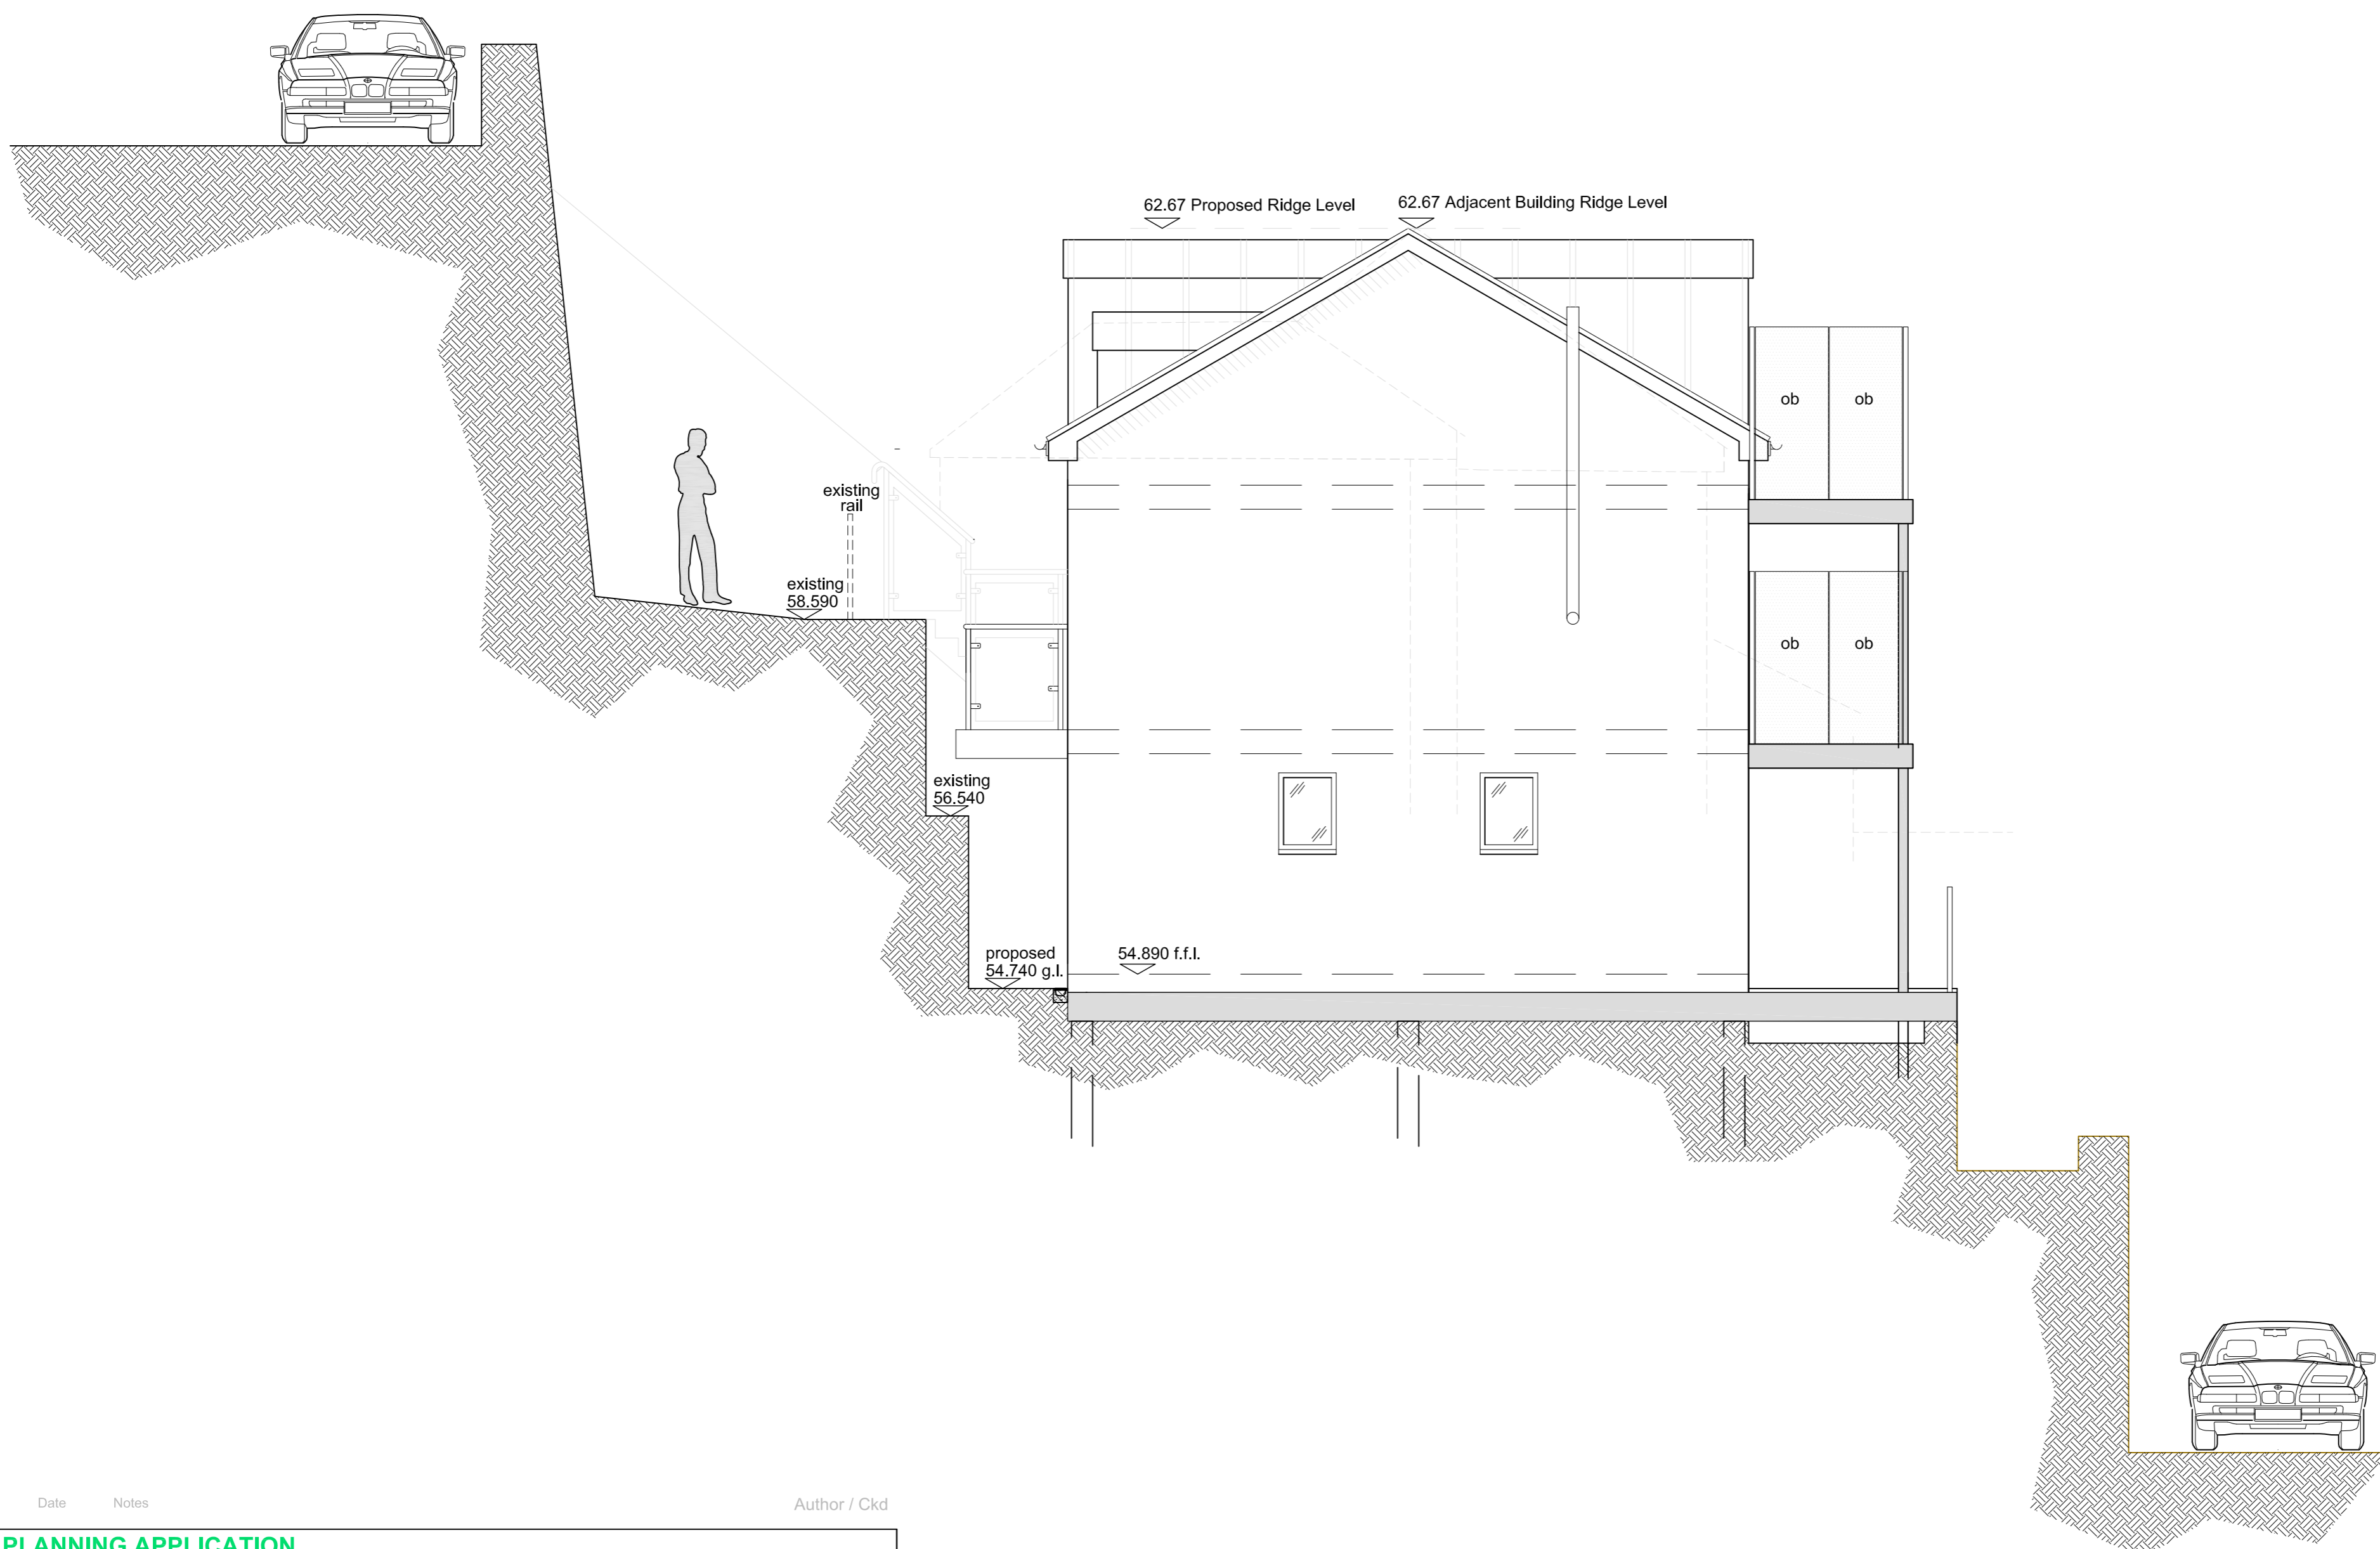 62.67 Proposed Ridge Level
62.67 Adjacent Building Ridge Level
ob
ob
existing
rail
existing
58.590
ob
ob
existing
56.540
proposed
54.740 g.l.
54.890 f.f.l.
Date
Notes
Author / Ckd
PLANNING APPLICATION